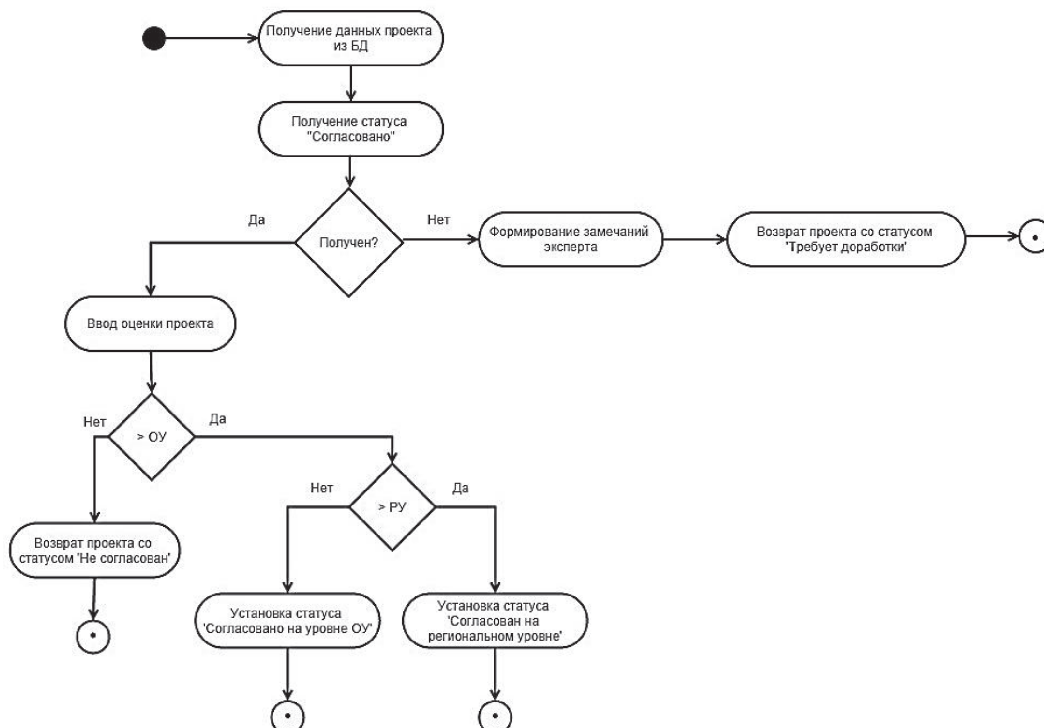 Получение данных проекта
из БД
Получение статуса
"Согласовано"
Да
Получен?
Нет
Формирование замечаний
эксперта
Возврат проекта со статусом
'Требует доработки'
Ввод оценки проекта
Нет
> ОУ
Да
Нет
> РУ
Да
Возврат проекта со
статусом 'Не согласован'
Установка статуса
'Согласовано на уровне ОУ'
Установка статуса
'Согласован на
региональном уровне'